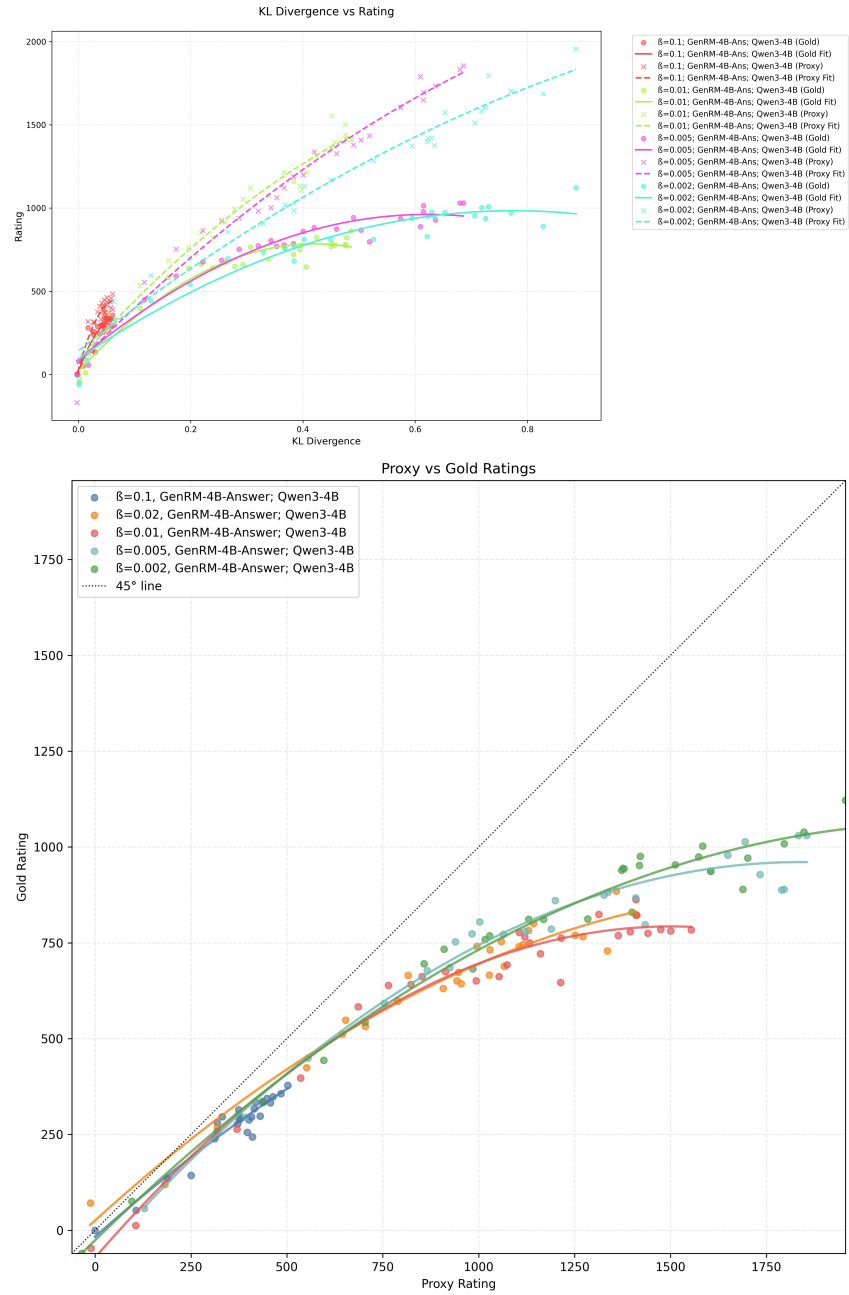 KL Divergence vs Rating
2000
1500
1000
500
0
Rating
0.0
0.2
0.4
0.6
0.8
KL Divergence
ß=0.1; GenRM-4B-Ans; Qwen3-4B (Gold)
ß=0.1; GenRM-4B-Ans; Qwen3-4B (Gold Fit)
ß=0.1; GenRM-4B-Ans; Qwen3-4B (Proxy)
ß=0.1; GenRM-4B-Ans; Qwen3-4B (Proxy Fit)
ß=0.01; GenRM-4B-Ans; Qwen3-4B (Gold)
ß=0.01; GenRM-4B-Ans; Qwen3-4B (Gold Fit)
ß=0.01; GenRM-4B-Ans; Qwen3-4B (Proxy)
ß=0.01; GenRM-4B-Ans; Qwen3-4B (Proxy Fit)
ß=0.005; GenRM-4B-Ans; Qwen3-4B (Gold)
ß=0.005; GenRM-4B-Ans; Qwen3-4B (Gold Fit)
ß=0.005; GenRM-4B-Ans; Qwen3-4B (Proxy)
ß=0.005; GenRM-4B-Ans; Qwen3-4B (Proxy Fit)
ß=0.002; GenRM-4B-Ans; Qwen3-4B (Gold)
ß=0.002; GenRM-4B-Ans; Qwen3-4B (Gold Fit)
ß=0.002; GenRM-4B-Ans; Qwen3-4B (Proxy)
ß=0.002; GenRM-4B-Ans; Qwen3-4B (Proxy Fit)
Proxy vs Gold Ratings
ß=0.1, GenRM-4B-Answer; Qwen3-4B
ß=0.02, GenRM-4B-Answer; Qwen3-4B
ß=0.01, GenRM-4B-Answer; Qwen3-4B
ß=0.005, GenRM-4B-Answer; Qwen3-4B
ß=0.002, GenRM-4B-Answer; Qwen3-4B
45° line
1750
1500
1250
1000
750
500
250
0
Gold Rating
0
250
500
750
1000
1250
1500
1750
Proxy Rating